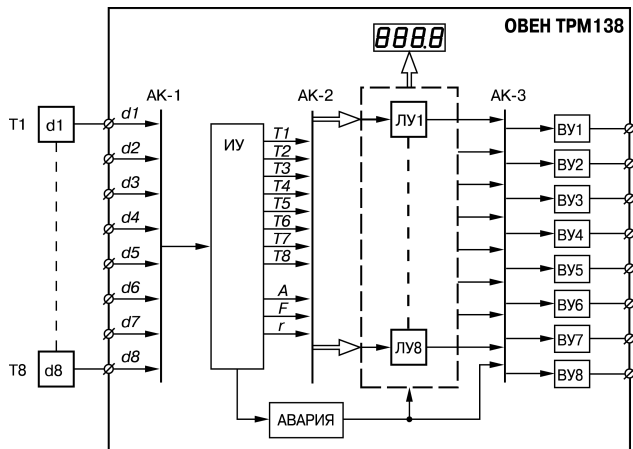 ОВЕН ТРМ138
888.8
АК-1
АК-2
АК-3
Т1
d1
d1
d2
d3
d4
d5
d6
d7
d8
Т8
d8
ИУ
T1
T2
T3
T4
T5
T6
T7
T8
A
F
r
ЛУ1
ЛУ8
ВУ1
ВУ2
ВУ3
ВУ4
ВУ5
ВУ6
ВУ7
ВУ8
АВАРИЯ